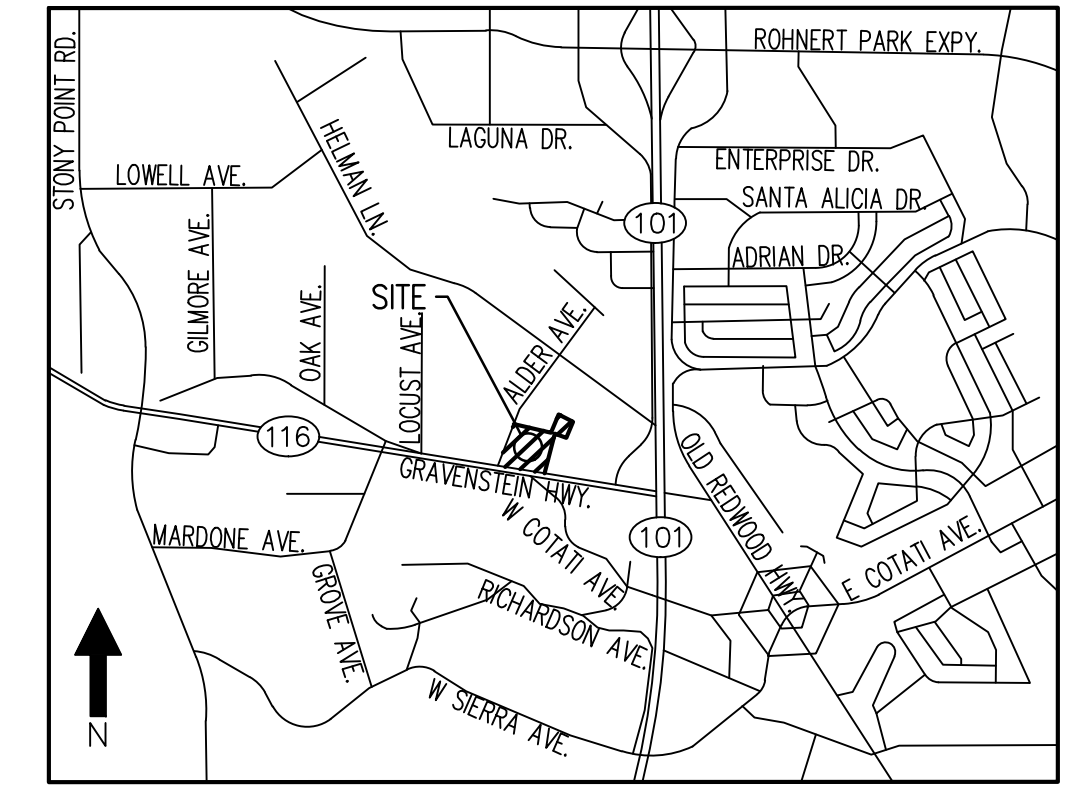 ROHNERT PARK EXPY.
STONY POINT RD.
LAGUNA DR.
HELMAN LN.
ENTERPRISE DR.
LOWELL AVE.
SANTA ALICIA DR.
101
GILMORE AVE.
ADRIAN DR.
OAK AVE.
SITE
LOCUST AVE.
ALDER AVE.
116
GRAVENSTEIN HWY.
OLD REDWOOD HWY.
W COTATI AVE.
101
MARDONE AVE.
E COTATI AVE.
GROVE AVE.
RICHARDSON AVE.
W SIERRA AVE.
N